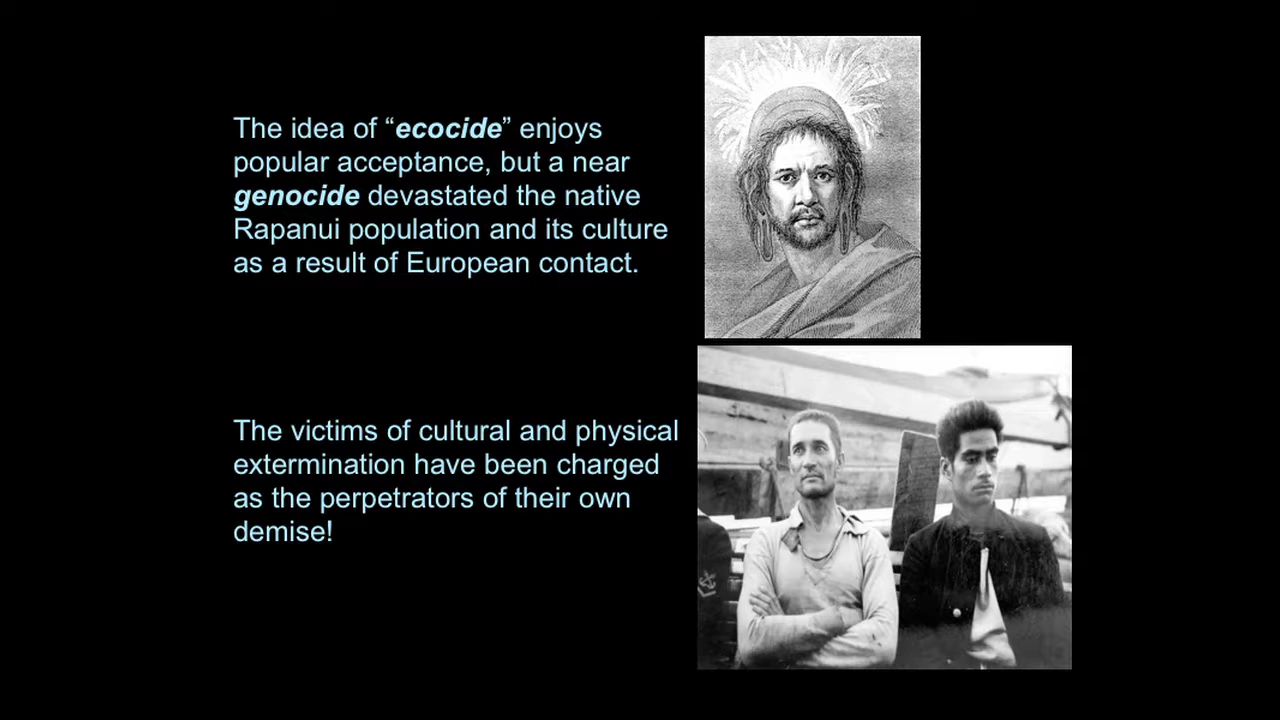 The idea of “ecocide” enjoys
popular acceptance, but a near
genocide devastated the native
Rapanui population and its culture
as a result of European contact.
The victims of cultural and physical
extermination have been charged
as the perpetrators of their own
demise!